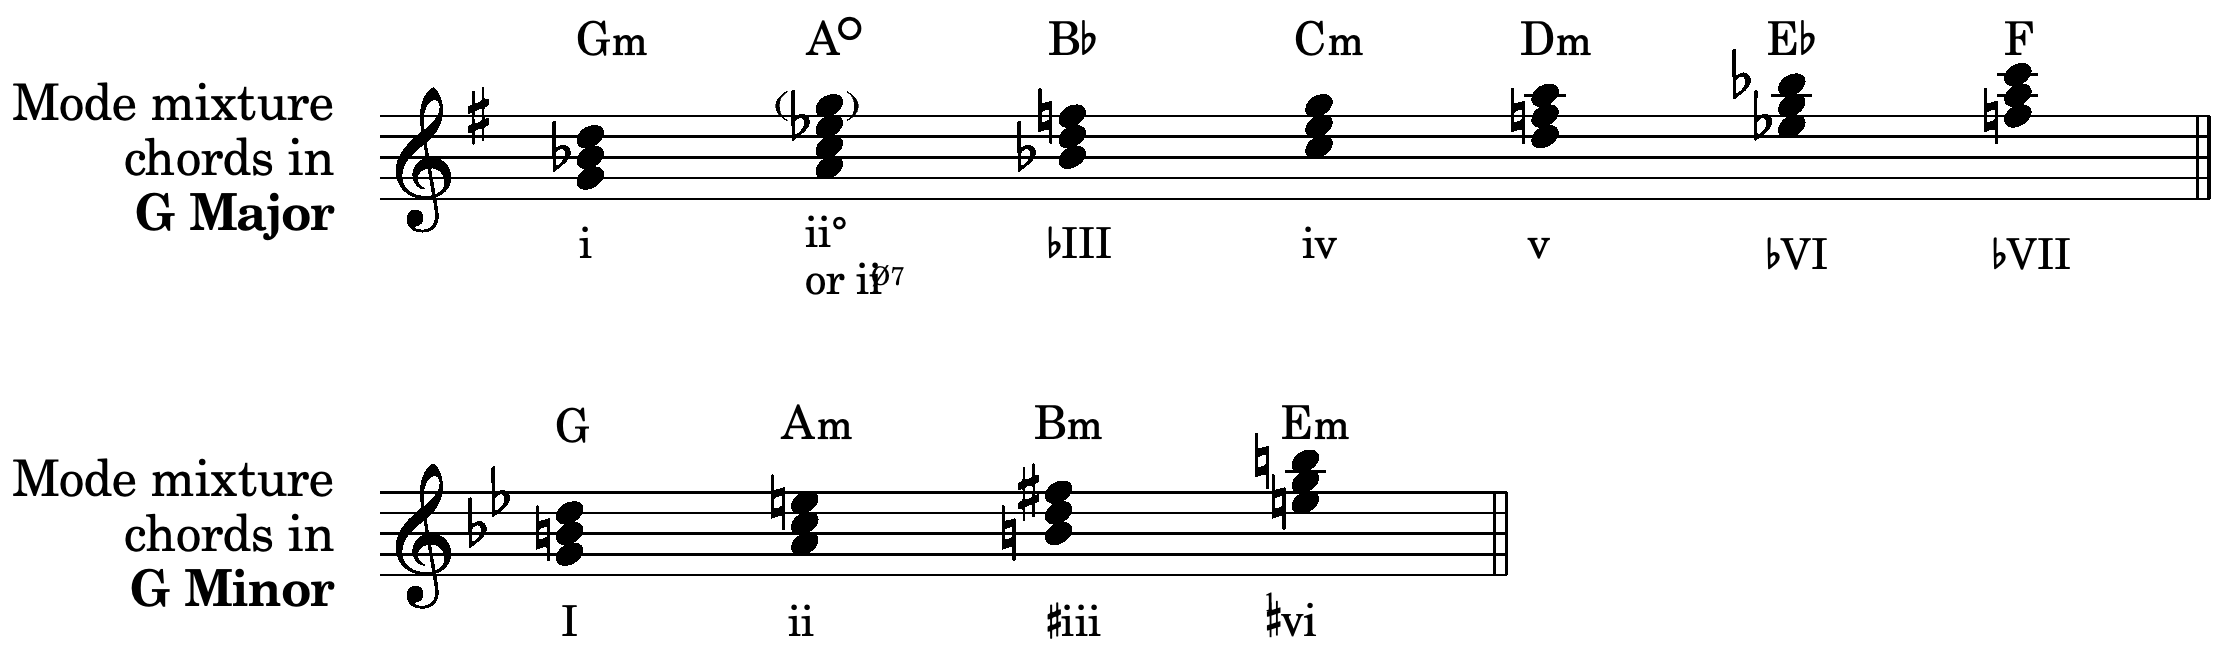 Gm A○ B♭ Cm Dm E♭ F
Mode mixture
chords in
G Major
i ii° ♭III iv v ♭VI ♭VII
or iiø7
G Am Bm Em
Mode mixture
chords in
G Minor
I ii ♯iii ♯vi